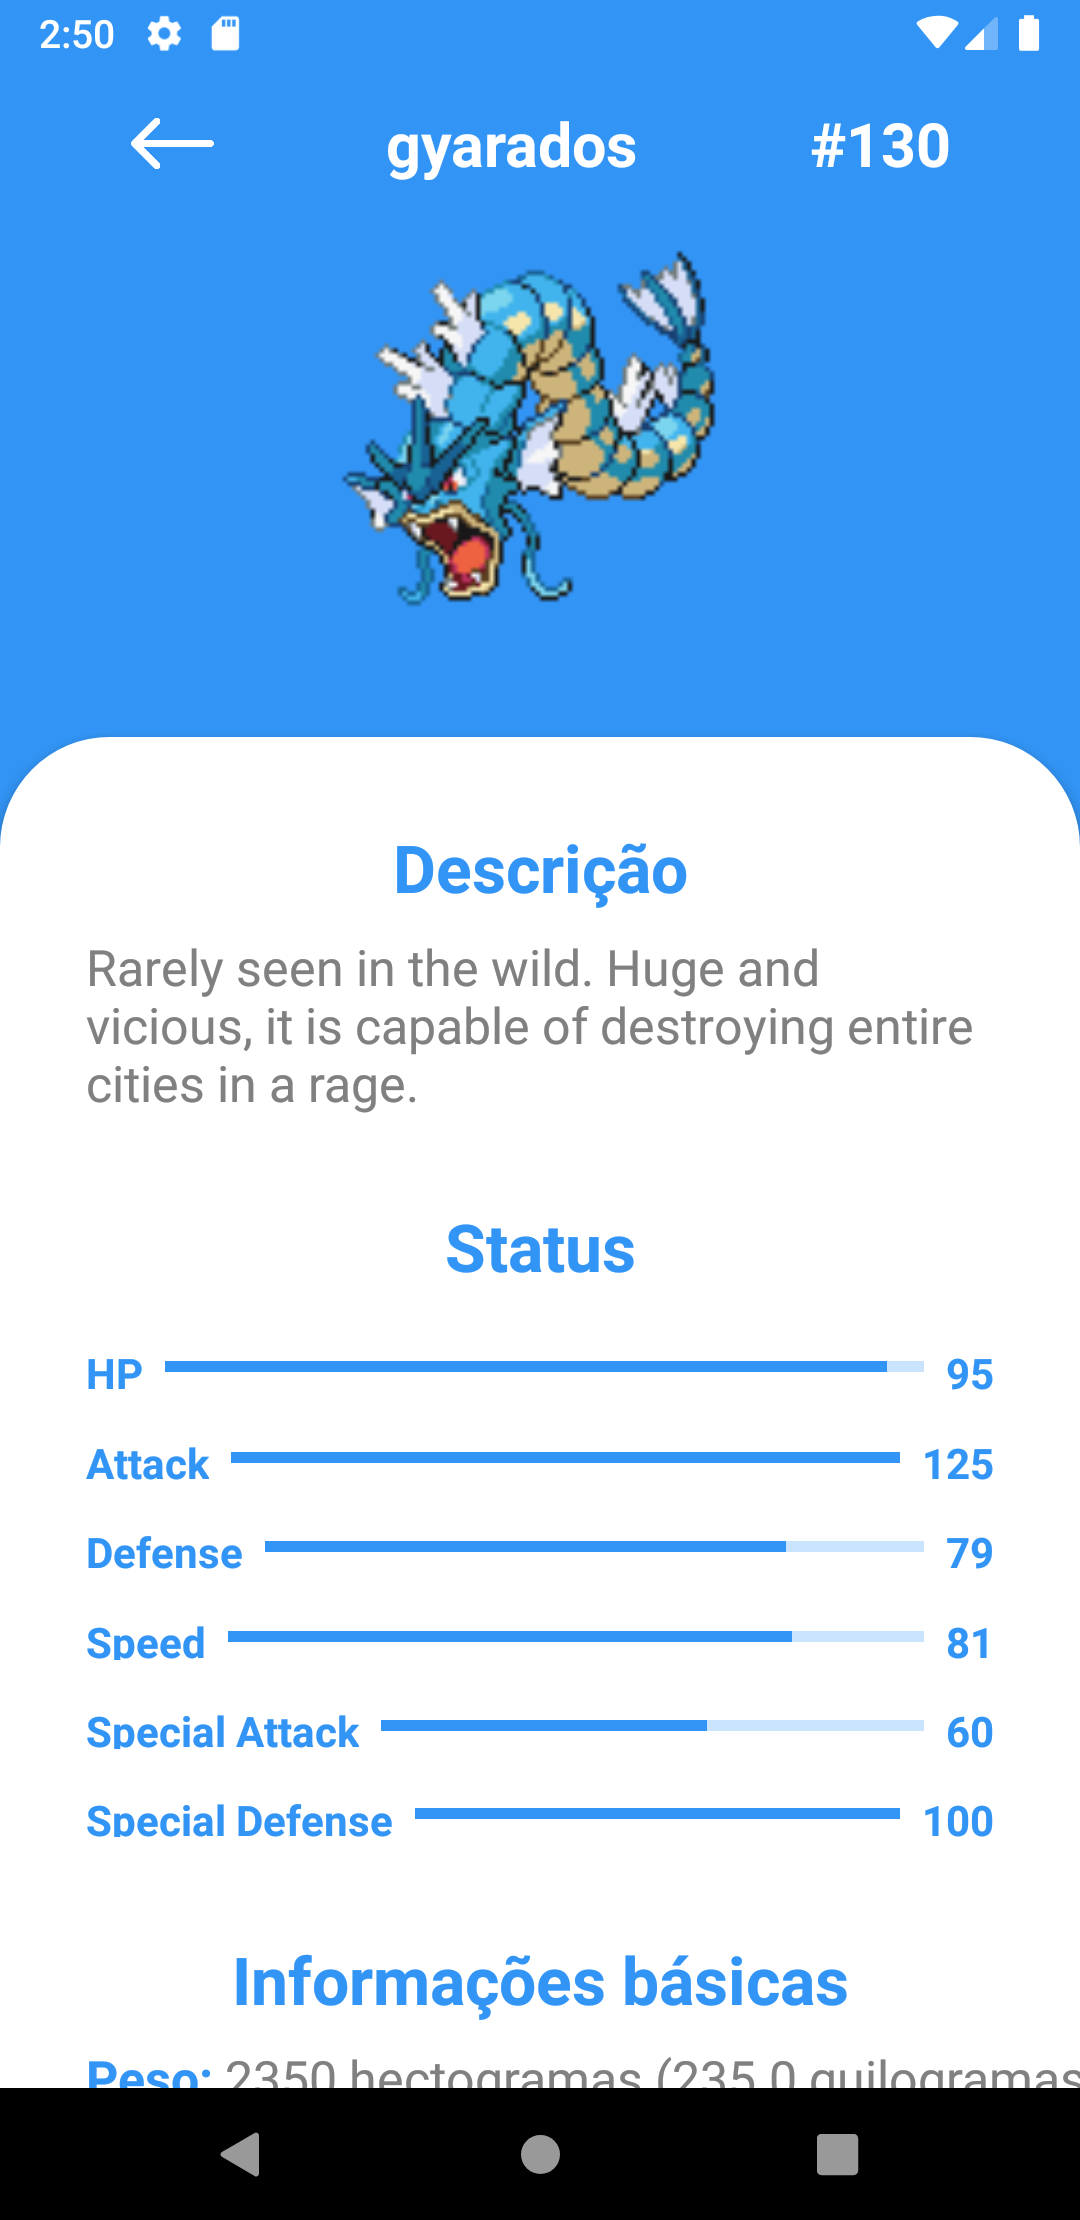 2:50
gyarados #130
Descrição
Rarely seen in the wild. Huge and
vicious, it is capable of destroying entire
cities in a rage.
Status
HP 95
Attack 125
Defense 79
Speed 81
Special Attack 60
Special Defense 100
Informações básicas
Peso: 2350 hectogramas (235.0 quilogramas